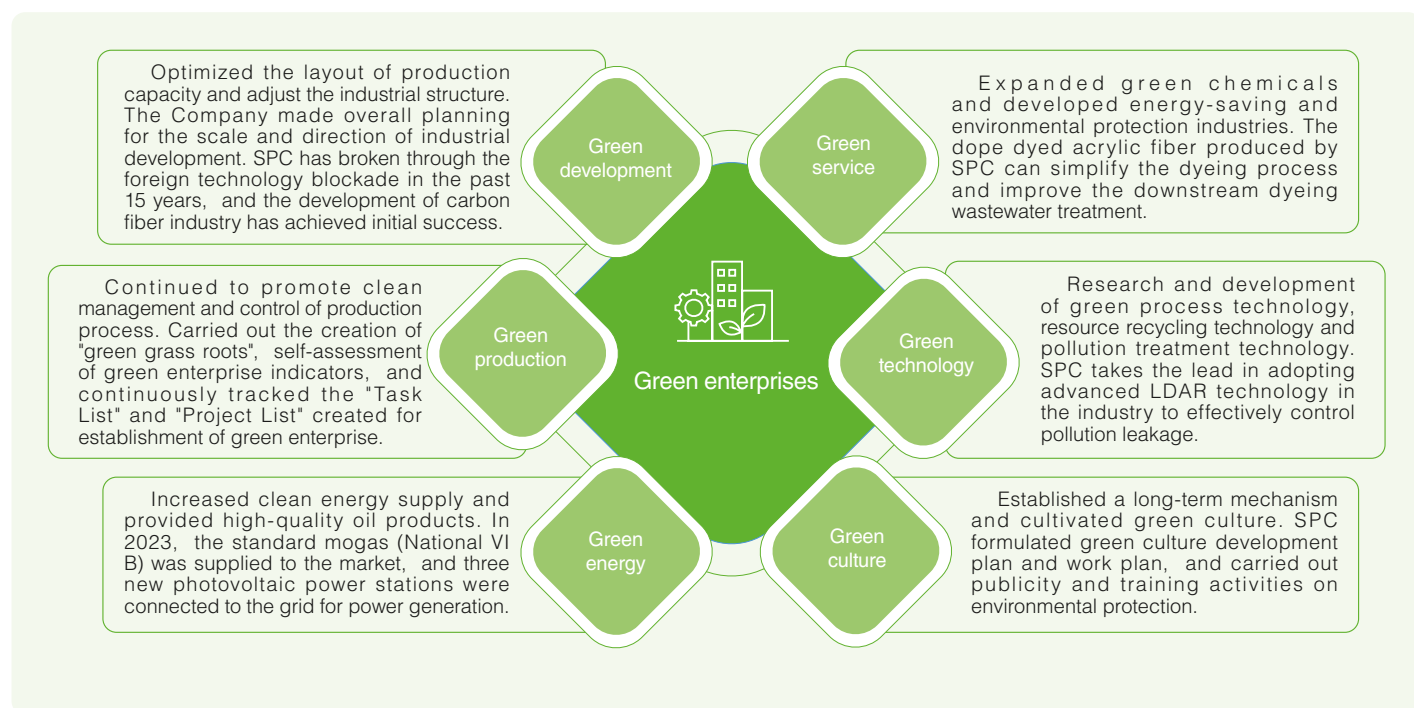 Optimized the layout of production
capacity and adjust the industrial structure.
The Company made overall planning
for the scale and direction of industrial
development. SPC has broken through the
foreign technology blockade in the past
15 years, and the development of carbon
fiber industry has achieved initial success.
Green
development
Green
service
Expanded green chemicals
and developed energy-saving and
environmental protection industries. The
dope dyed acrylic fiber produced by
SPC can simplify the dyeing process
and improve the downstream dyeing
wastewater treatment.
Continued to promote clean
management and control of production
process. Carried out the creation of
"green grass roots", self-assessment
of green enterprise indicators, and
continuously tracked the "Task
List" and "Project List" created for
establishment of green enterprise.
Green
production
Green enterprises
Green
technology
Research and development
of green process technology,
resource recycling technology and
pollution treatment technology.
SPC takes the lead in adopting
advanced LDAR technology in
the industry to effectively control
pollution leakage.
Increased clean energy supply and
provided high-quality oil products. In
2023, the standard mogas (National VI
B) was supplied to the market, and three
new photovoltaic power stations were
connected to the grid for power generation.
Green
energy
Green
culture
Established a long-term mechanism
and cultivated green culture. SPC
formulated green culture development
plan and work plan, and carried out
publicity and training activities on
environmental protection.